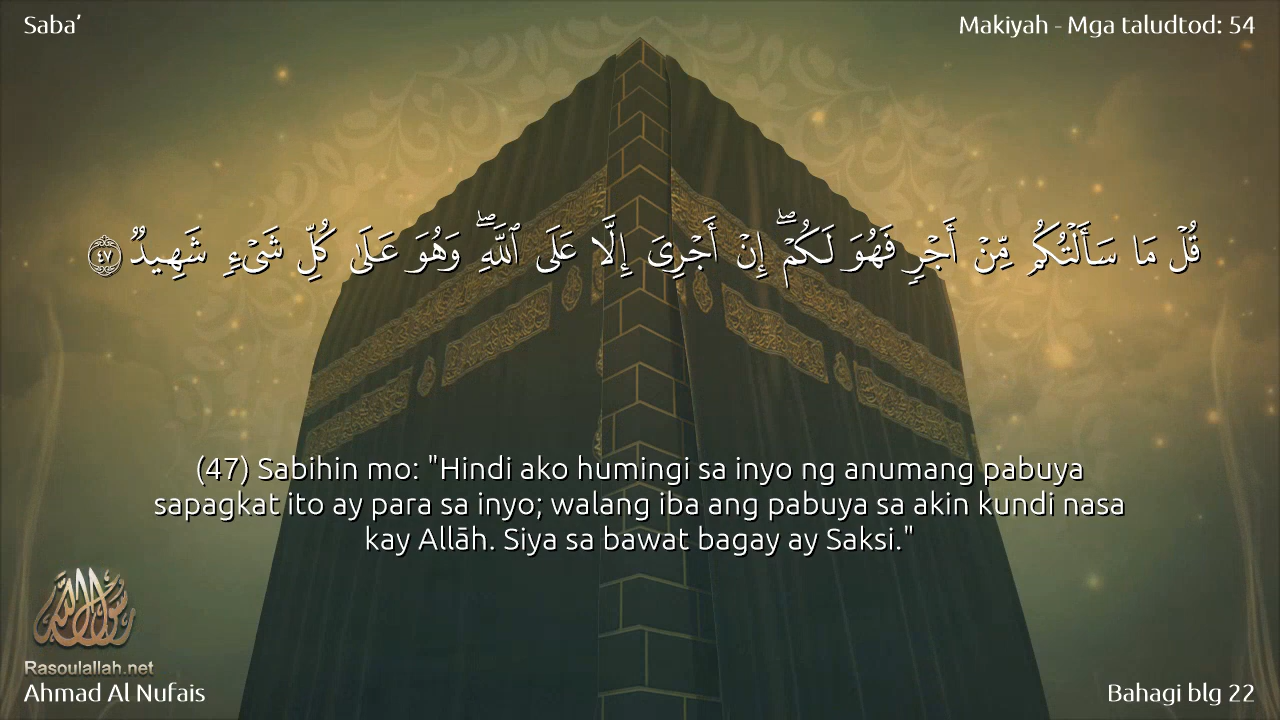 Saba’
Makiyah - Mga taludtod: 54
قُلۡ مَا سَأَلۡتُكُم مِّنۡ أَجۡرٖ فَهُوَ لَكُمۡۖ إِنۡ أَجۡرِيَ إِلَّا عَلَى ٱللَّهِۖ وَهُوَ عَلَىٰ كُلِّ شَيۡءٖ شَهِيدٞ ٤٧
(47) Sabihin mo: "Hindi ako humingi sa inyo ng anumang pabuya
sapagkat ito ay para sa inyo; walang iba ang pabuya sa akin kundi nasa
kay Allāh. Siya sa bawat bagay ay Saksi."
رسول الله
Rasoulallah.net
Ahmad Al Nufais
Bahagi blg 22